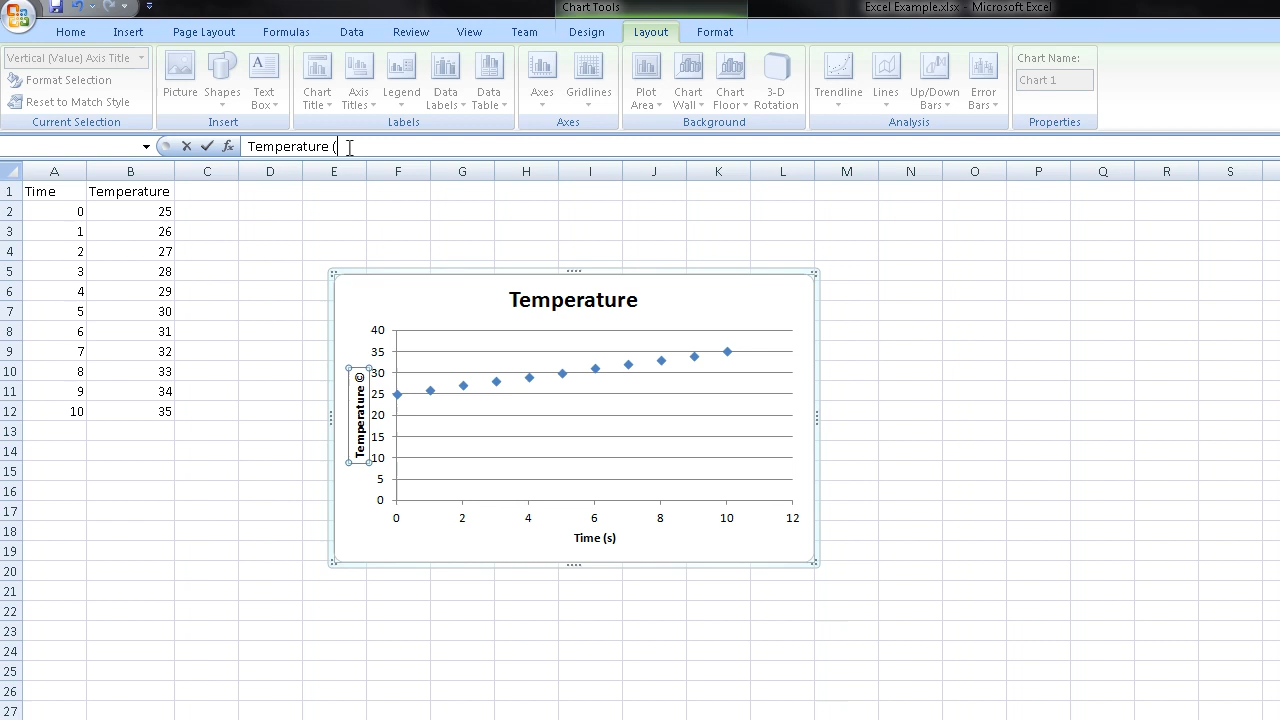 Chart Tools
ExcelExample.xlsx - Microsoft Excel
Home Insert Page Layout Formulas Data Review View Team Design Layout Format
Vertical (Value) Axis Title
Format Selection
Reset to Match Style
Current Selection
Picture Shapes Text Box
Insert
Chart Title Axis Titles Legend Data Labels Data Table
Labels
Axes Gridlines
Axes
Plot Area Chart Wall Chart Floor 3-D Rotation
Background
Trendline Lines Up/Down Bars Error Bars
Analysis
Chart Name:
Chart 1
Properties
fx Temperature (
A B C D E F G H I J K L M N O P Q R S
1 Time Temperature
2 0 25
3 1 26
4 2 27
5 3 28
6 4 29
7 5 30
8 6 31
9 7 32
10 8 33
11 9 34
12 10 35
13
14
15
16
17
18
19
20
21
22
23
24
25
26
27
Temperature
40
35
30
25
20
15
10
5
0
Temperature ©
0 2 4 6 8 10 12
Time (s)